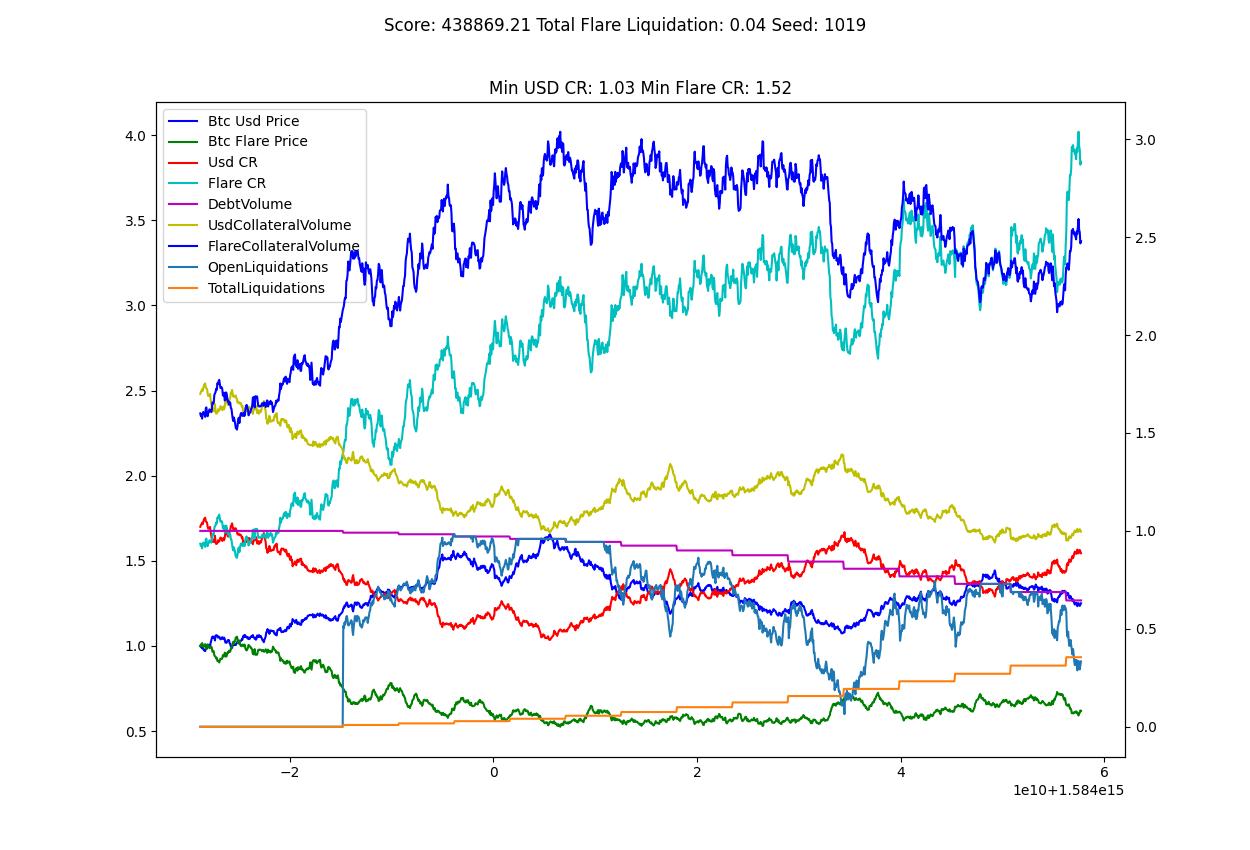 Score: 438869.21 Total Flare Liquidation: 0.04 Seed: 1019
Min USD CR: 1.03 Min Flare CR: 1.52
Btc Usd Price
Btc Flare Price
Usd CR
Flare CR
DebtVolume
UsdCollateralVolume
FlareCollateralVolume
OpenLiquidations
TotalLiquidations
4.0
3.5
3.0
2.5
2.0
1.5
1.0
0.5
3.0
2.5
2.0
1.5
1.0
0.5
0.0
−2 0 2 4 6
1e10+1.584e15